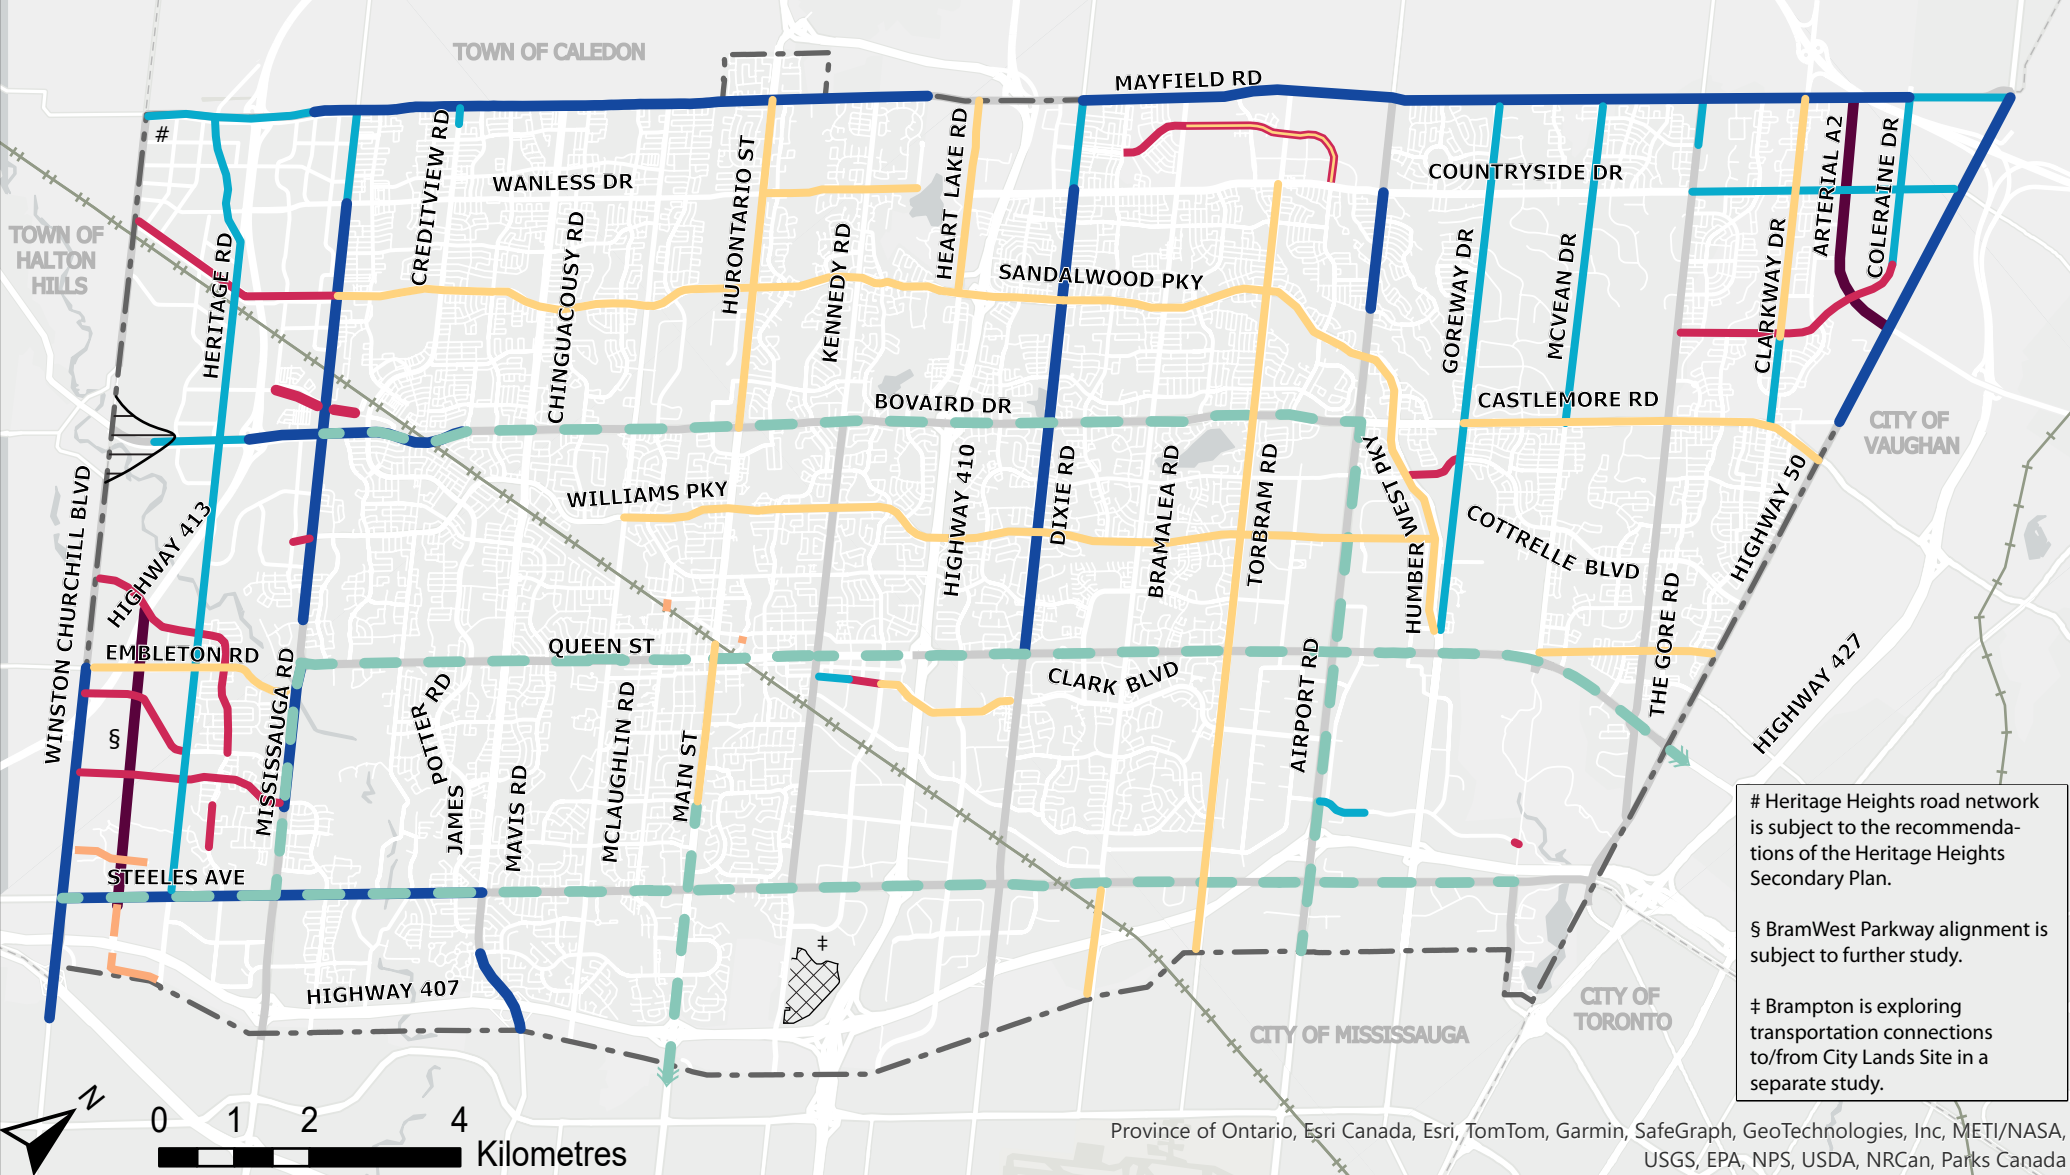 TOWN OF CALEDON
MAYFIELD RD
#
WANLESS DR
COUNTRYSIDE DR
CREDITVIEW RD
CHINGUACOUSY RD
HURONTARIO ST
KENNEDY RD
HEART LAKE RD
SANDALWOOD PKY
GOREWAY DR
MCVEAN DR
CLARKWAY DR
ARTERIAL A2
COLERAINE DR
TOWN OF
HALTON
HILLS
HERITAGE RD
BOVAIRD DR
CASTLEMORE RD
CITY OF
VAUGHAN
WILLIAMS PKY
HIGHWAY 410
DIXIE RD
BRAMALEA RD
TORBRAM RD
HUMBER WEST PKY
COTTRELLE BLVD
HIGHWAY 50
WINSTON CHURCHILL BLVD
HIGHWAY 413
EMBLETON RD
QUEEN ST
CLARK BLVD
AIRPORT RD
THE GORE RD
HIGHWAY 427
§
MISSISSAUGA RD
JAMES POTTER RD
MAVIS RD
MCLAUGHLIN RD
MAIN ST
STEELES AVE
‡
HIGHWAY 407
CITY OF MISSISSAUGA
CITY OF
TORONTO
# Heritage Heights road network
is subject to the recommenda-
tions of the Heritage Heights
Secondary Plan.
§ BramWest Parkway alignment is
subject to further study.
‡ Brampton is exploring
transportation connections
to/from City Lands Site in a
separate study.
N
0 1 2 4
Kilometres
Province of Ontario, Esri Canada, Esri, TomTom, Garmin, SafeGraph, GeoTechnologies, Inc, METI/NASA,
USGS, EPA, NPS, USDA, NRCan, Parks Canada